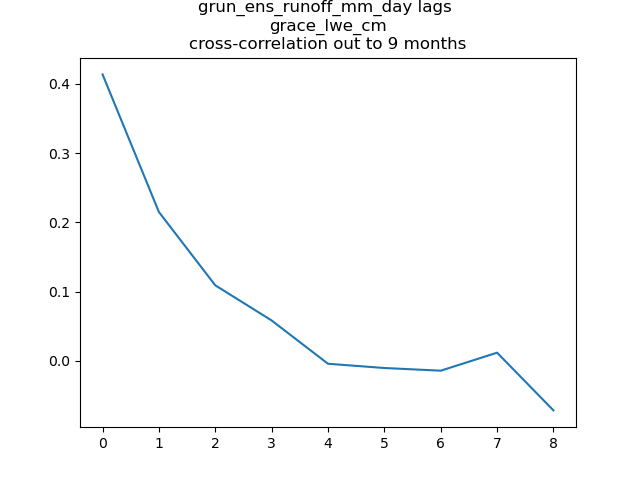 grun_ens_runoff_mm_day lags
grace_lwe_cm
cross-correlation out to 9 months
0.4
0.3
0.2
0.1
0.0
0 1 2 3 4 5 6 7 8